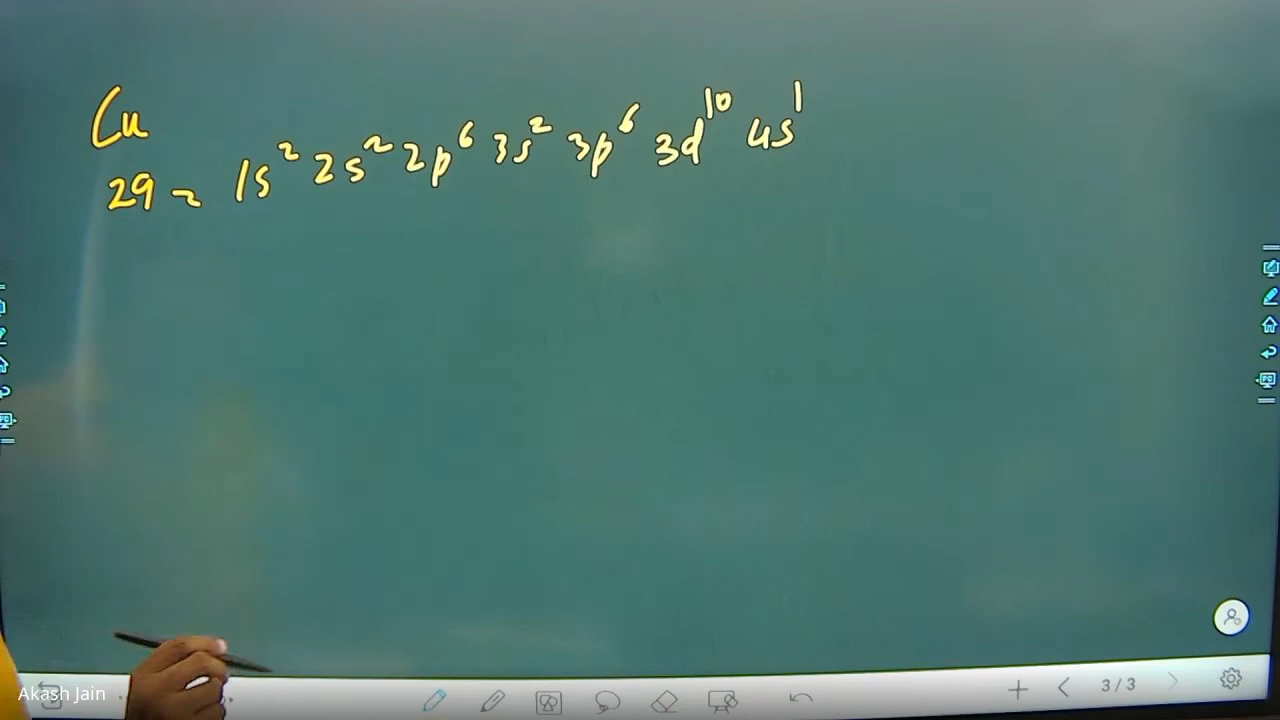 Cu
29 = 1s² 2s² 2p⁶ 3s² 3p⁶ 3d¹⁰ 4s¹
3/3
Akash Jain